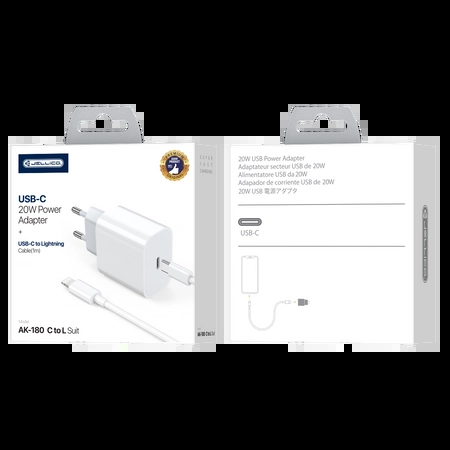 JELLICO
USB-C
20W Power
Adapter
+
USB-C to Lightning
Cable(1m)
AK-180 C to L Suit
20W USB Power Adapter
Adaptateur secteur USB de 20W
Alimentatore USB da 20W
Adapador de corriente USB de 20W
20W USB 電源アダプタ
USB-C